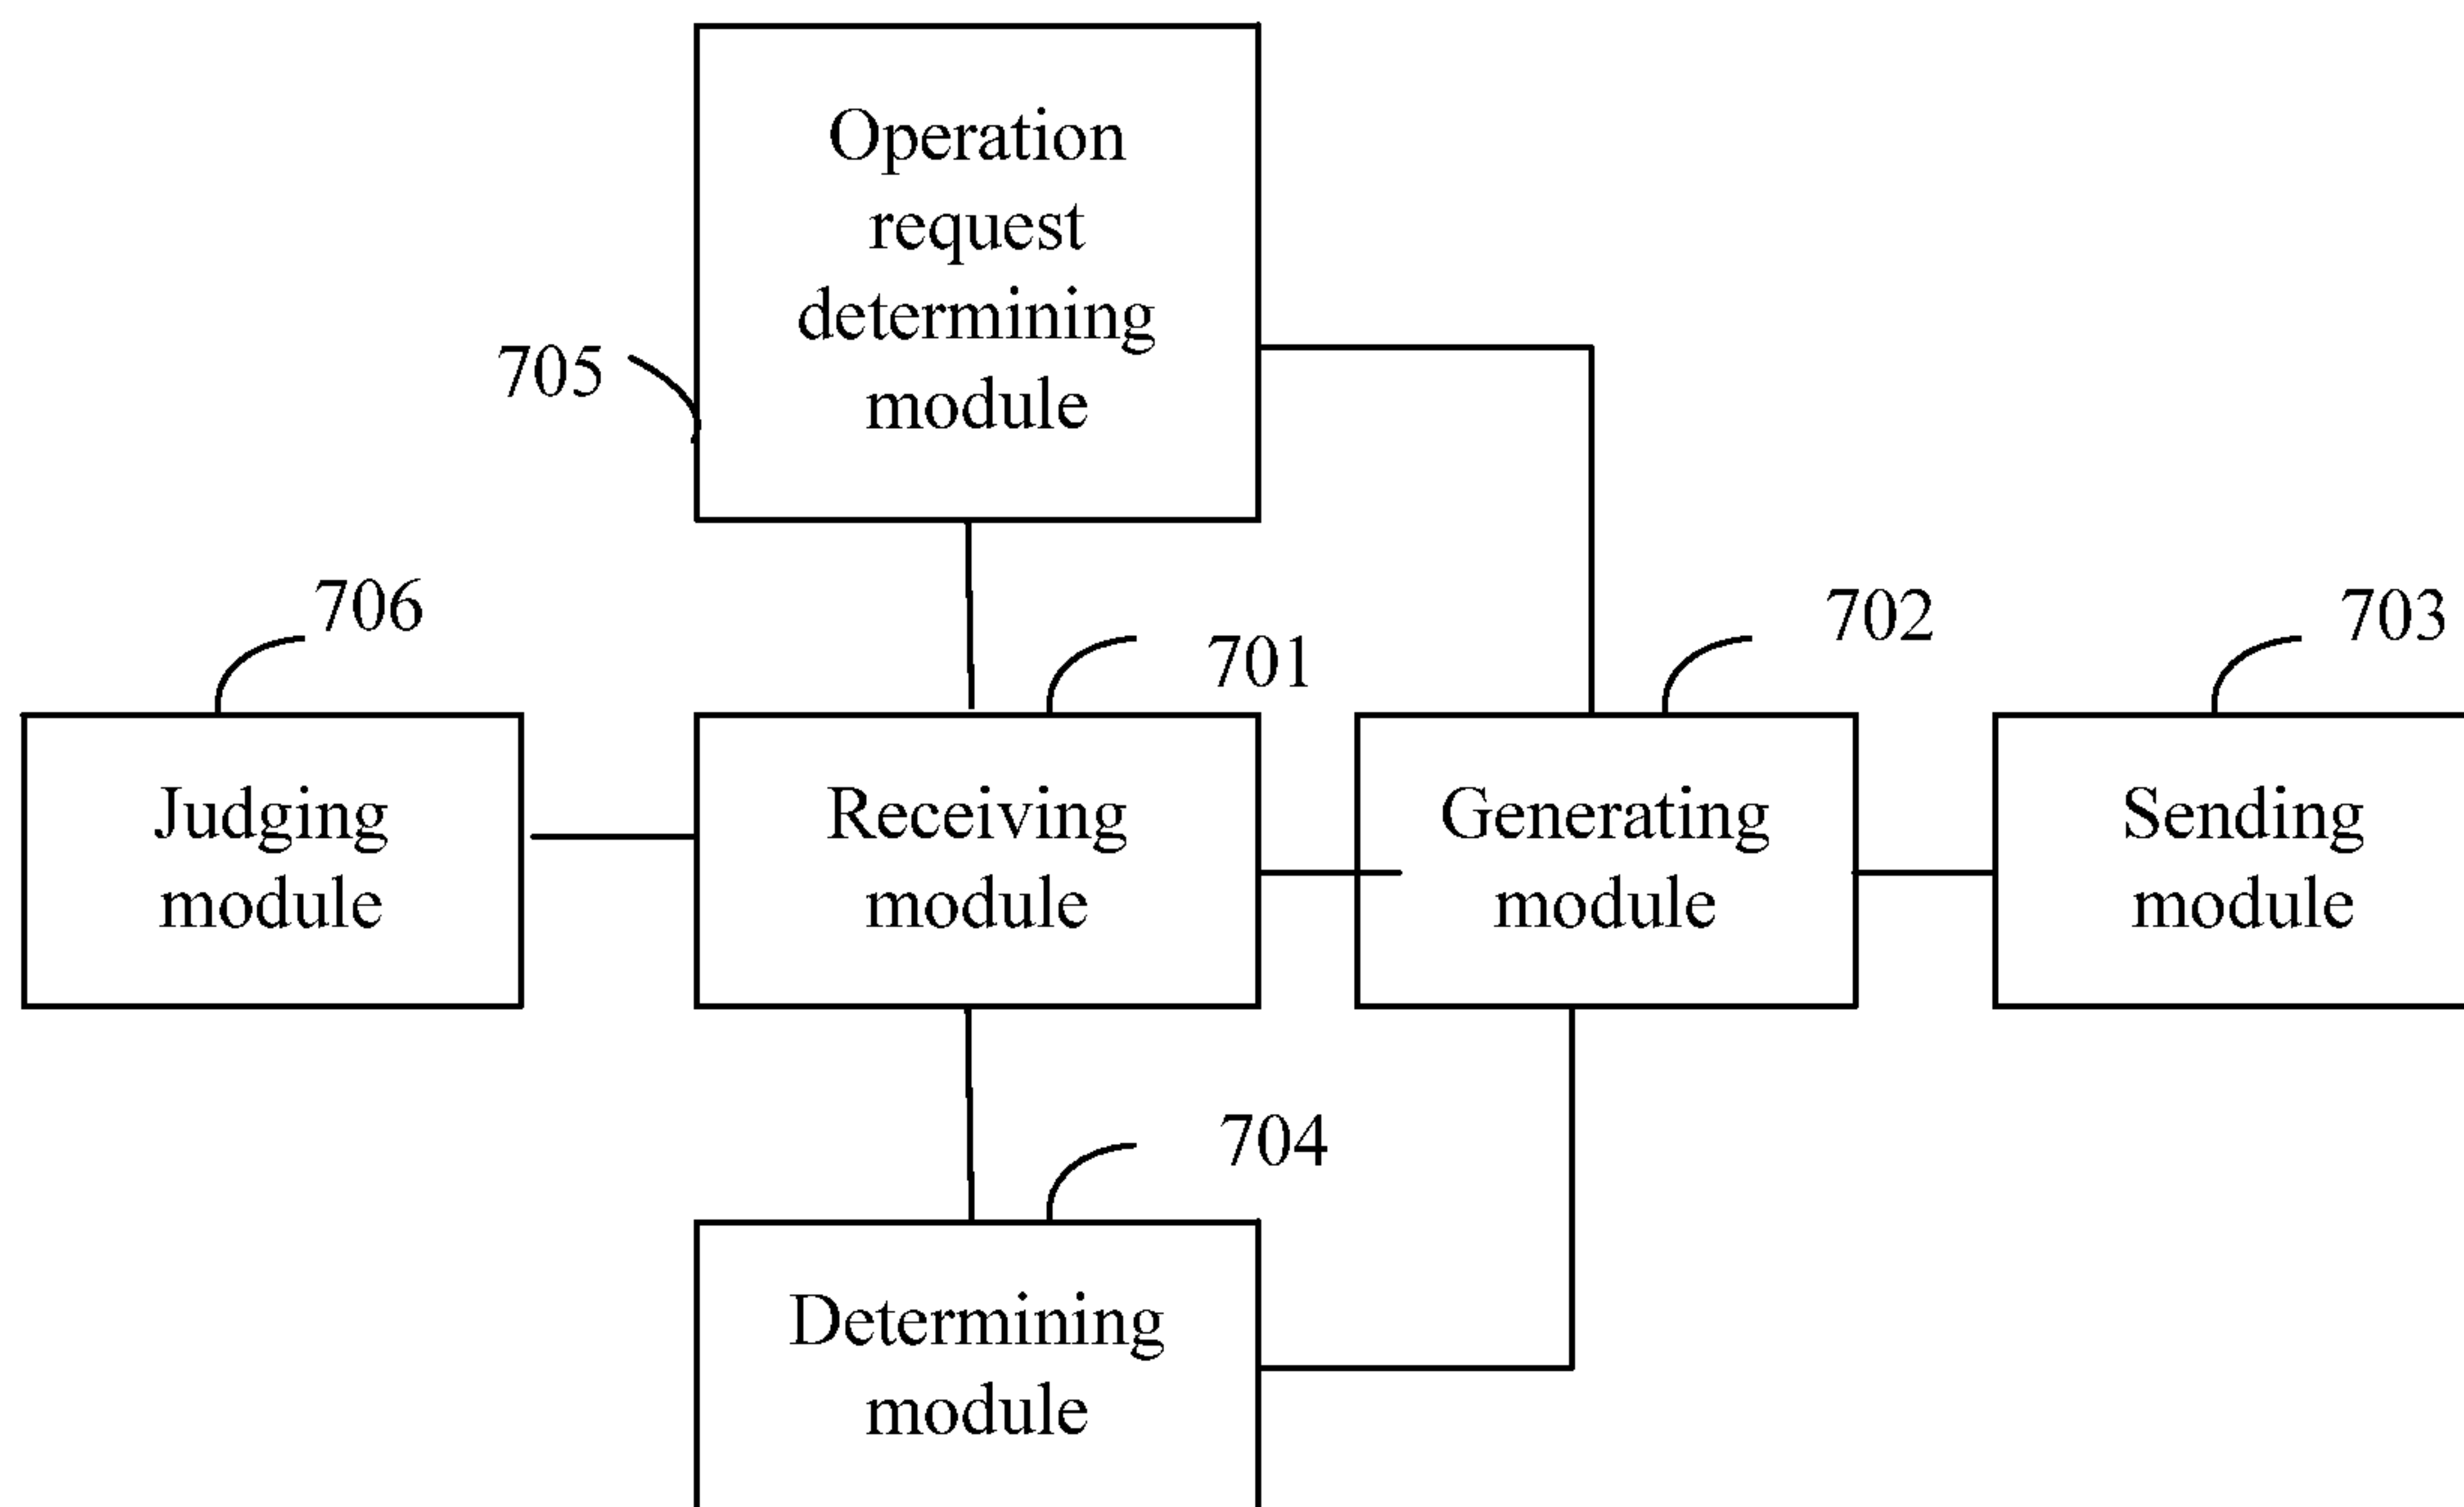 Operation
request
determining
module
705
706
701
702
703
Judging
module
Receiving
module
Generating
module
Sending
module
704
Determining
module